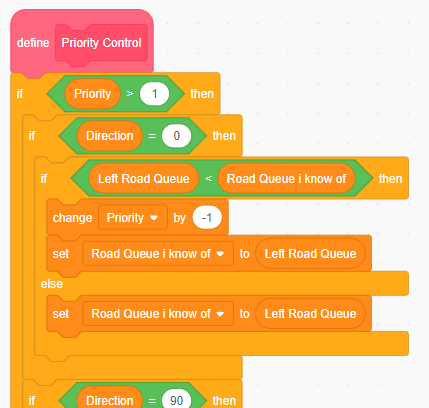 define Priority Control
if Priority > 1 then
if Direction = 0 then
if Left Road Queue < Road Queue i know of then
change Priority by -1
set Road Queue i know of to Left Road Queue
else
set Road Queue i know of to Left Road Queue
if Direction = 90 then